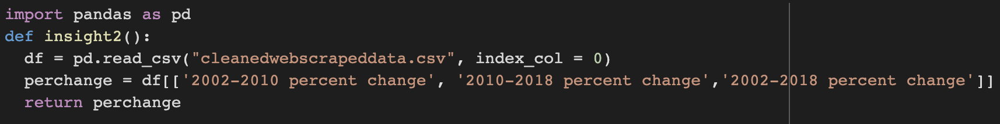 import pandas as pd
def insight2():
  df = pd.read_csv("cleanedwebscrapeddata.csv", index_col = 0)
  perchange = df[['2002-2010 percent change', '2010-2018 percent change','2002-2018 percent change']]
  return perchange